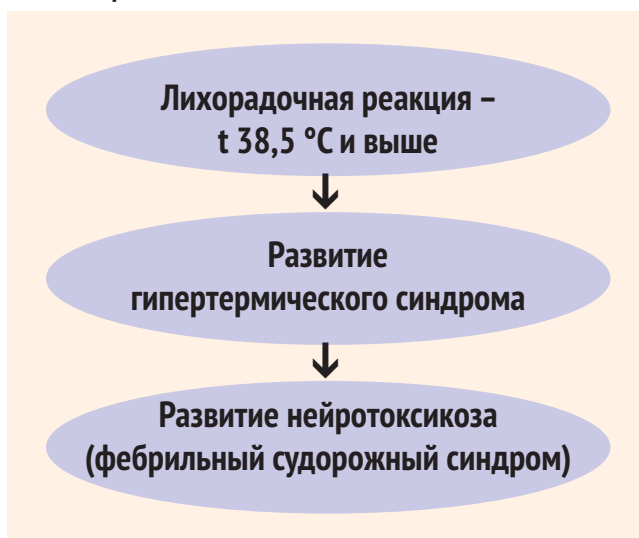 Лихорадочная реакция –
t 38,5 °С и выше
Развитие
гипертермического синдрома
Развитие нейротоксикоза
(фебрильный судорожный синдром)